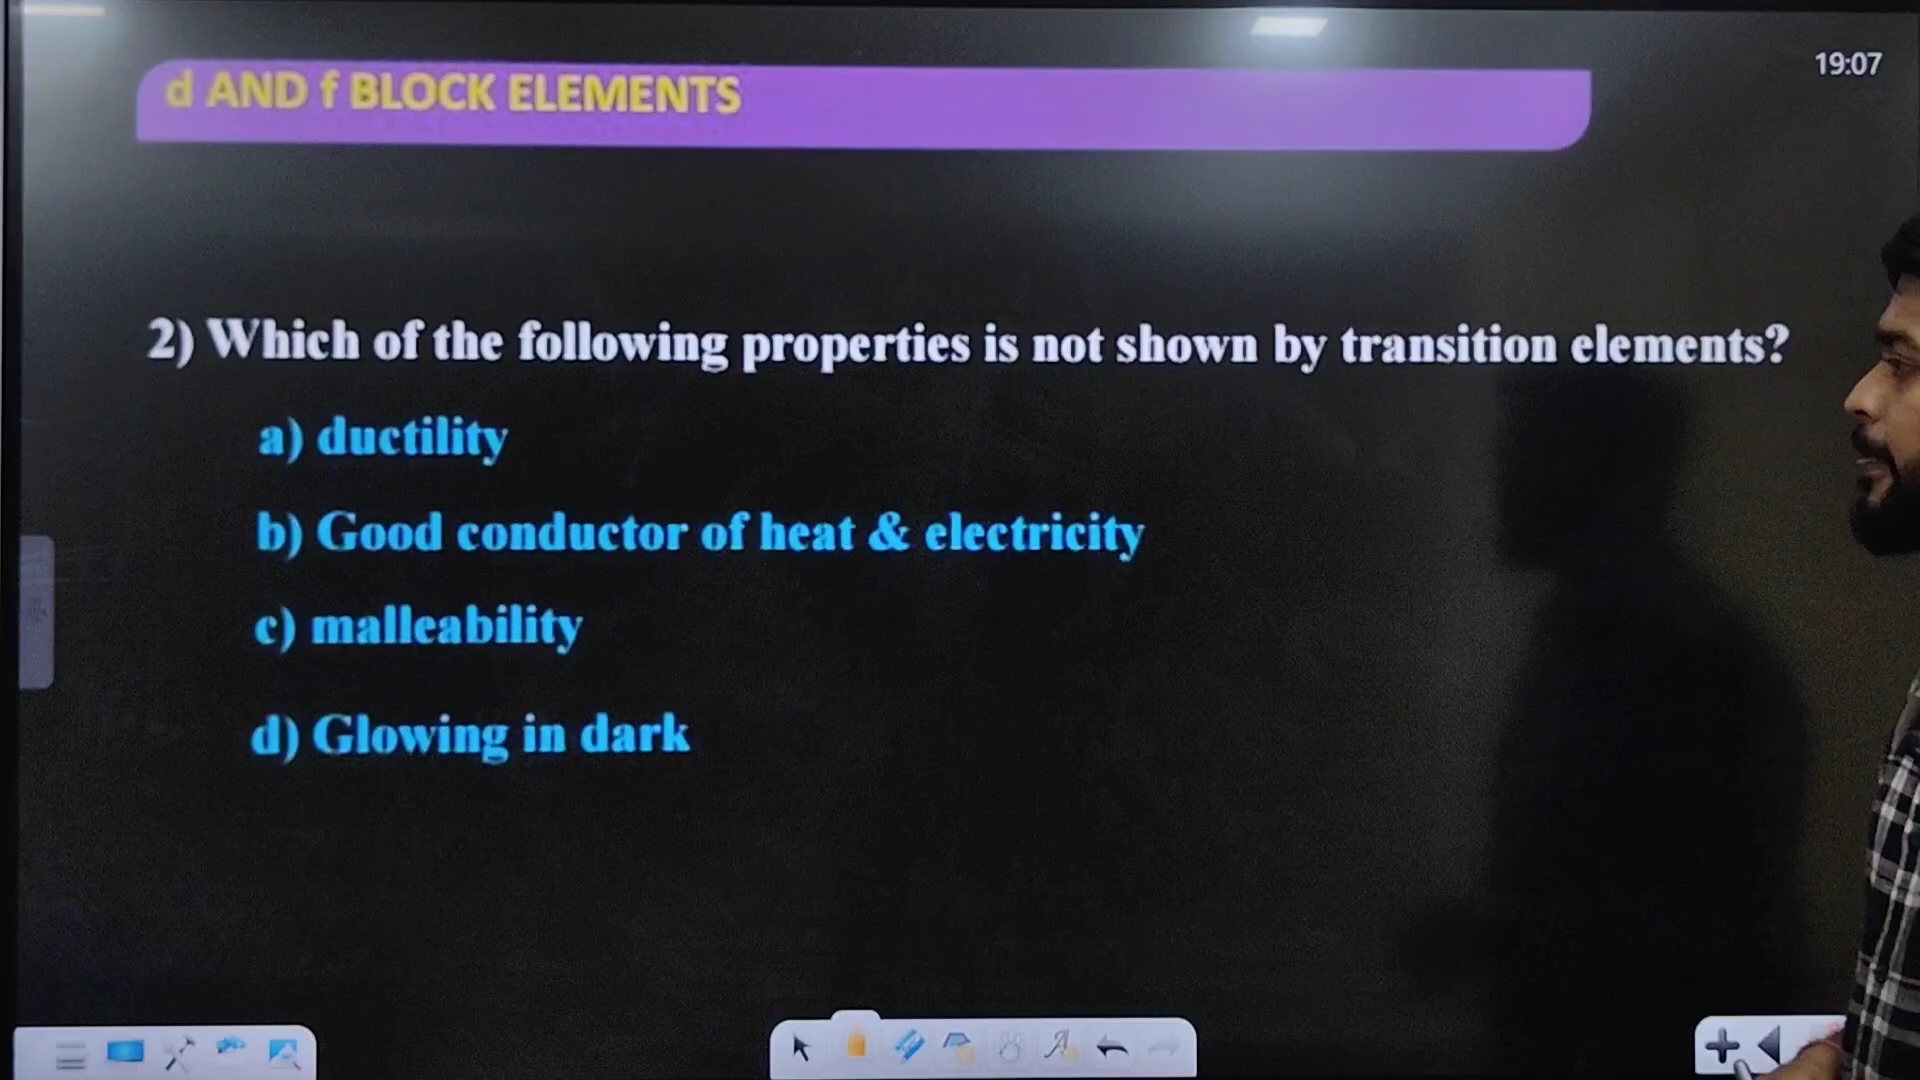 19:07
d AND f BLOCK ELEMENTS
2) Which of the following properties is not shown by transition elements?
a) ductility
b) Good conductor of heat & electricity
c) malleability
d) Glowing in dark